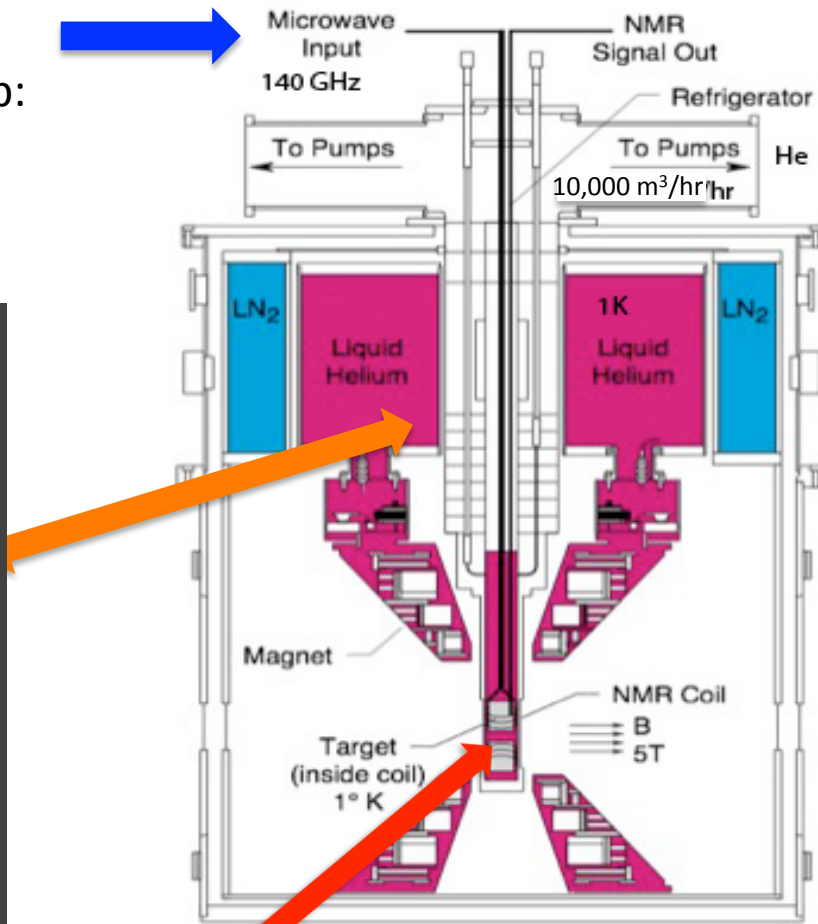 Microwave
Input
140 GHz
NMR
Signal Out
p:
Refrigerator
To Pumps
To Pumps
He
10,000 m³/hr/hr
LN₂
Liquid
Helium
1K
Liquid
Helium
LN₂
Magnet
NMR Coil
B
5T
Target
(inside coil)
1° K